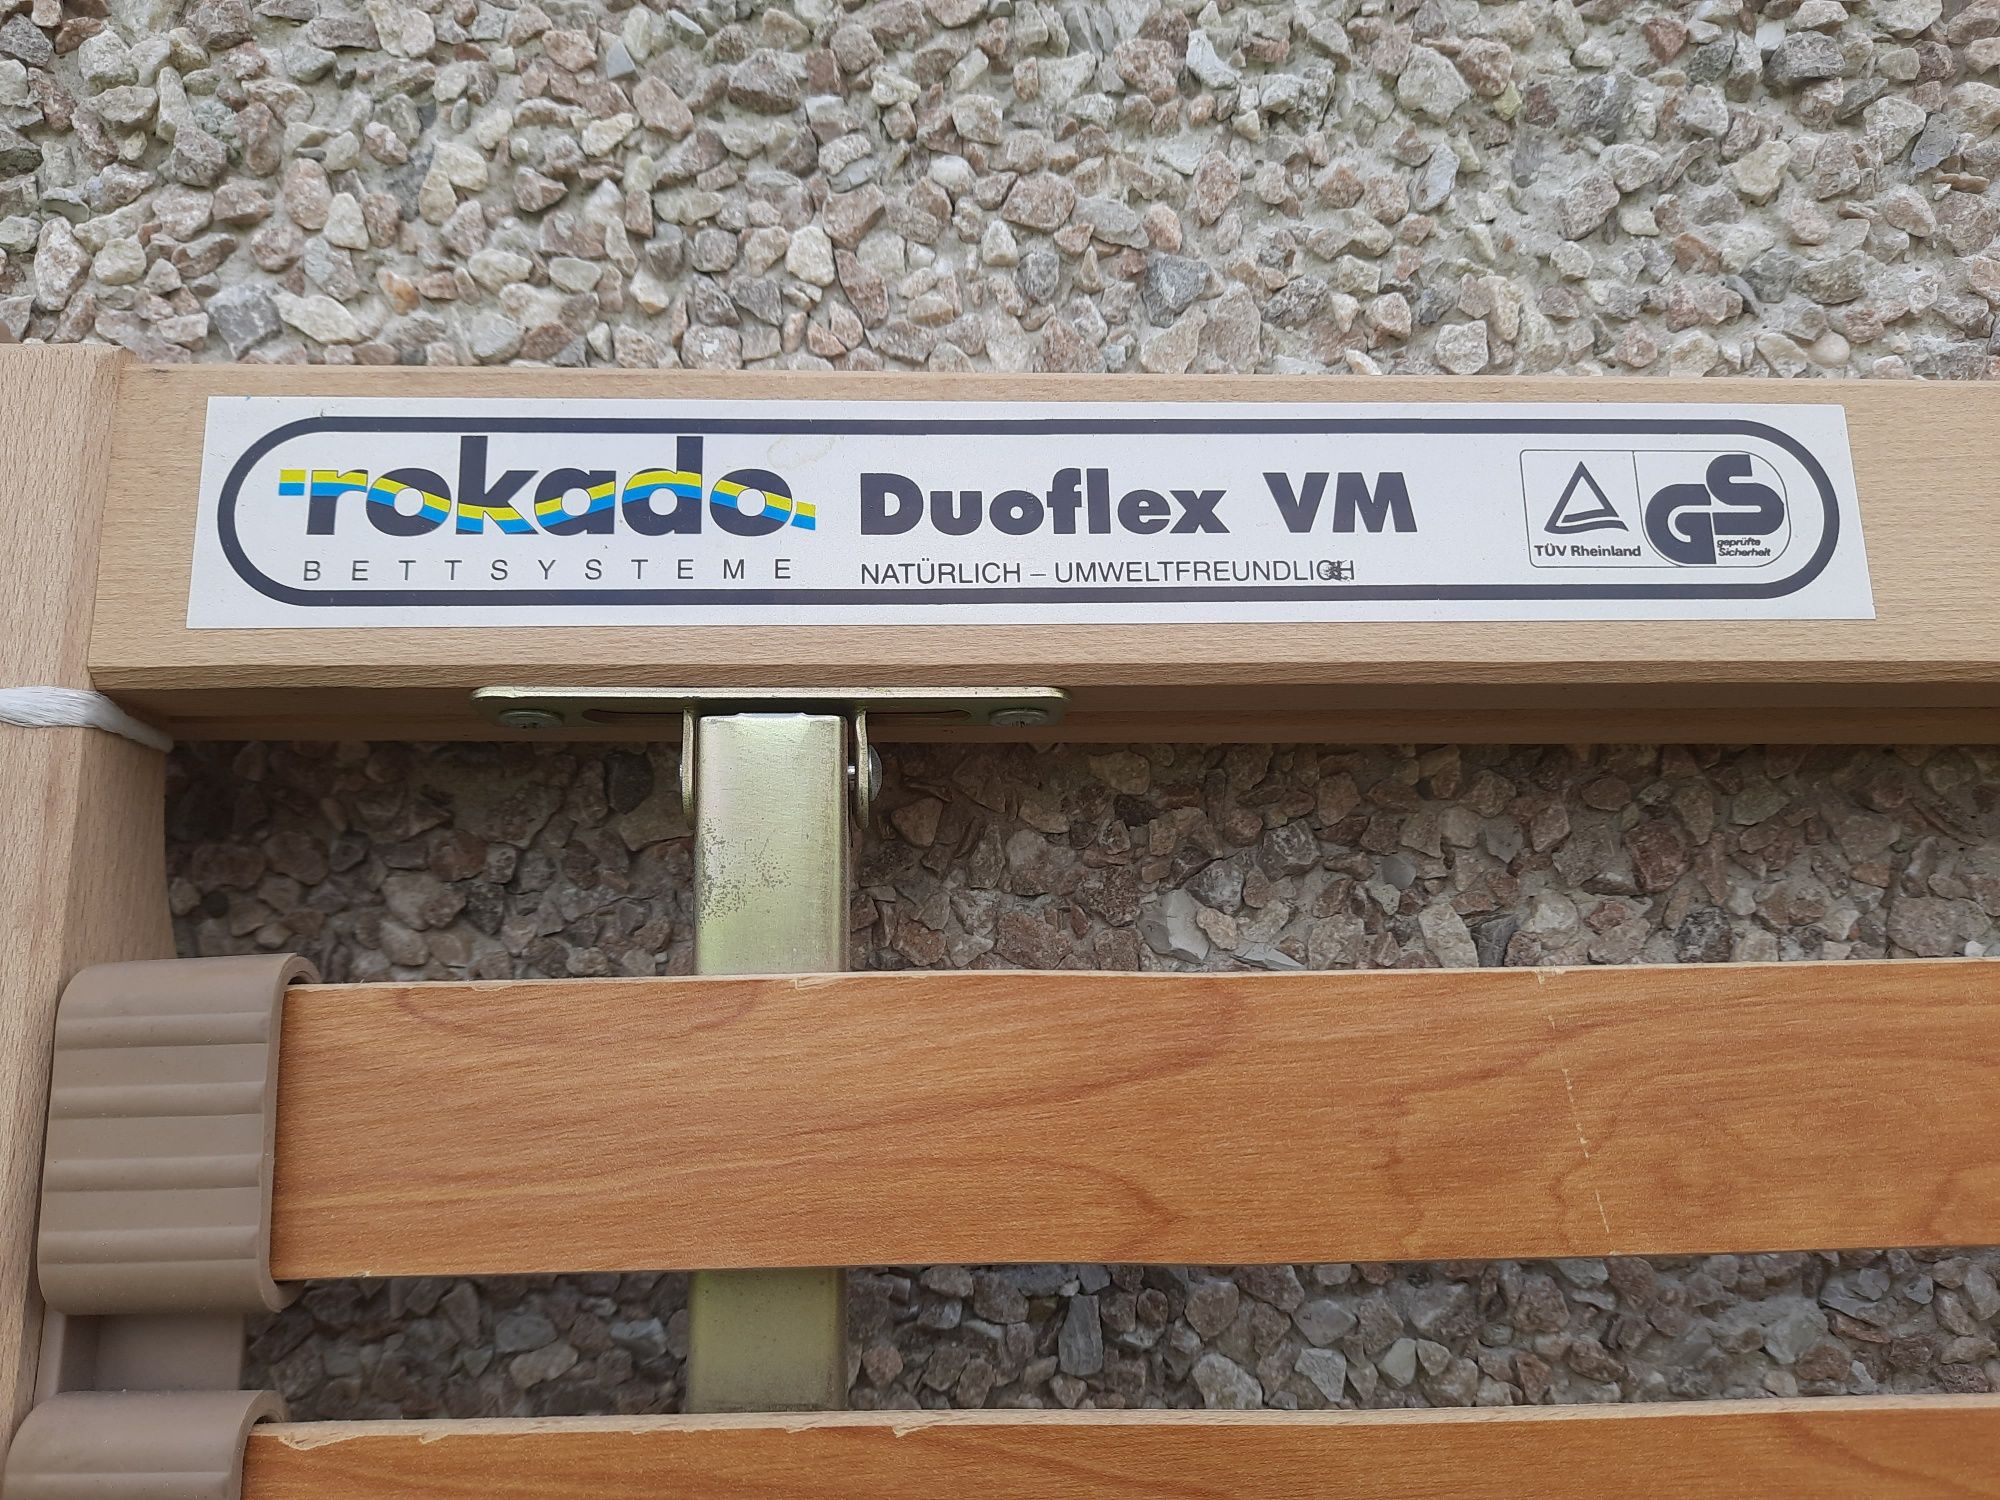 rokado Duoflex VM
BETTSYSTEME NATÜRLICH – UMWELTFREUNDLICH
TÜV Rheinland
GS
geprüfte
Sicherheit